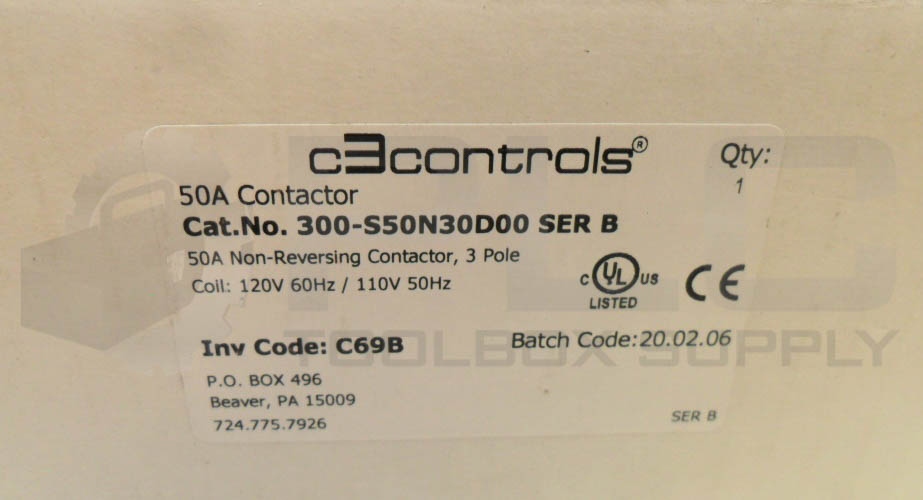 c3controls®
Qty:
1
50A Contactor
Cat.No. 300-S50N30D00 SER B
50A Non-Reversing Contactor, 3 Pole
Coil: 120V 60Hz / 110V 50Hz
C UL US
LISTED
CE
Inv Code: C69B
Batch Code:20.02.06
P.O. BOX 496
Beaver, PA 15009
724.775.7926
SER B
PLC
TOOLBOX SUPPLY